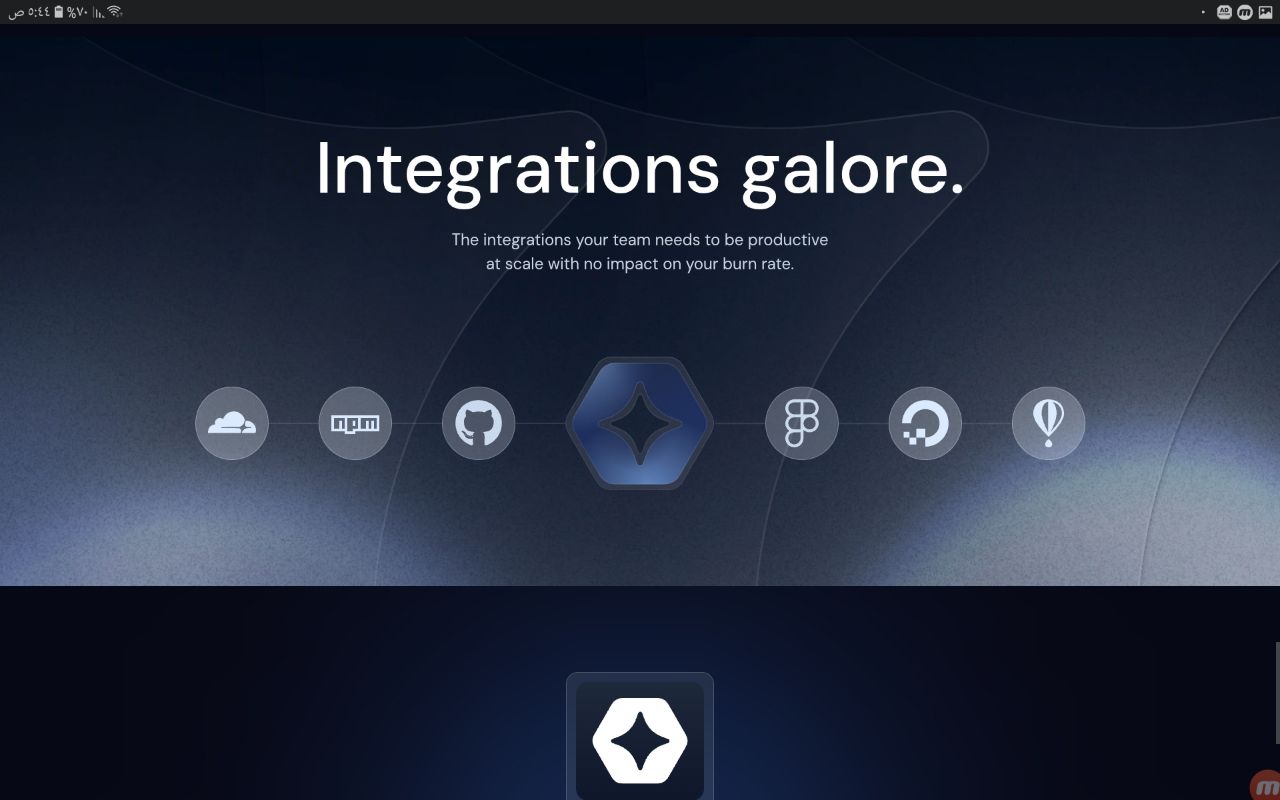 ٥:٤٤ ص
%٧٠
AD
m
Integrations galore.
The integrations your team needs to be productive
at scale with no impact on your burn rate.
npm
m